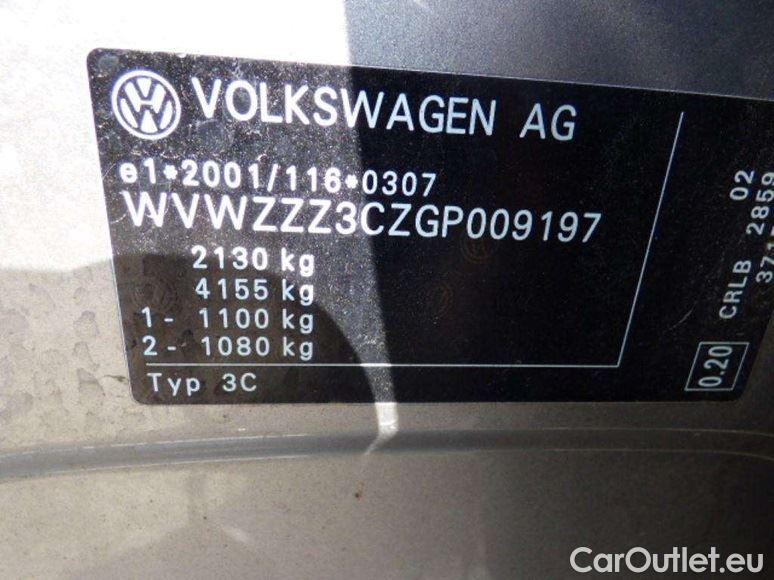 VOLKSWAGEN AG
e1*2001/116*0307
WVWZZZ3CZGP009197
2130 kg
4155 kg
1- 1100 kg
2- 1080 kg
Typ 3C
02
CRLB 2859
0.20
CarOutlet.eu